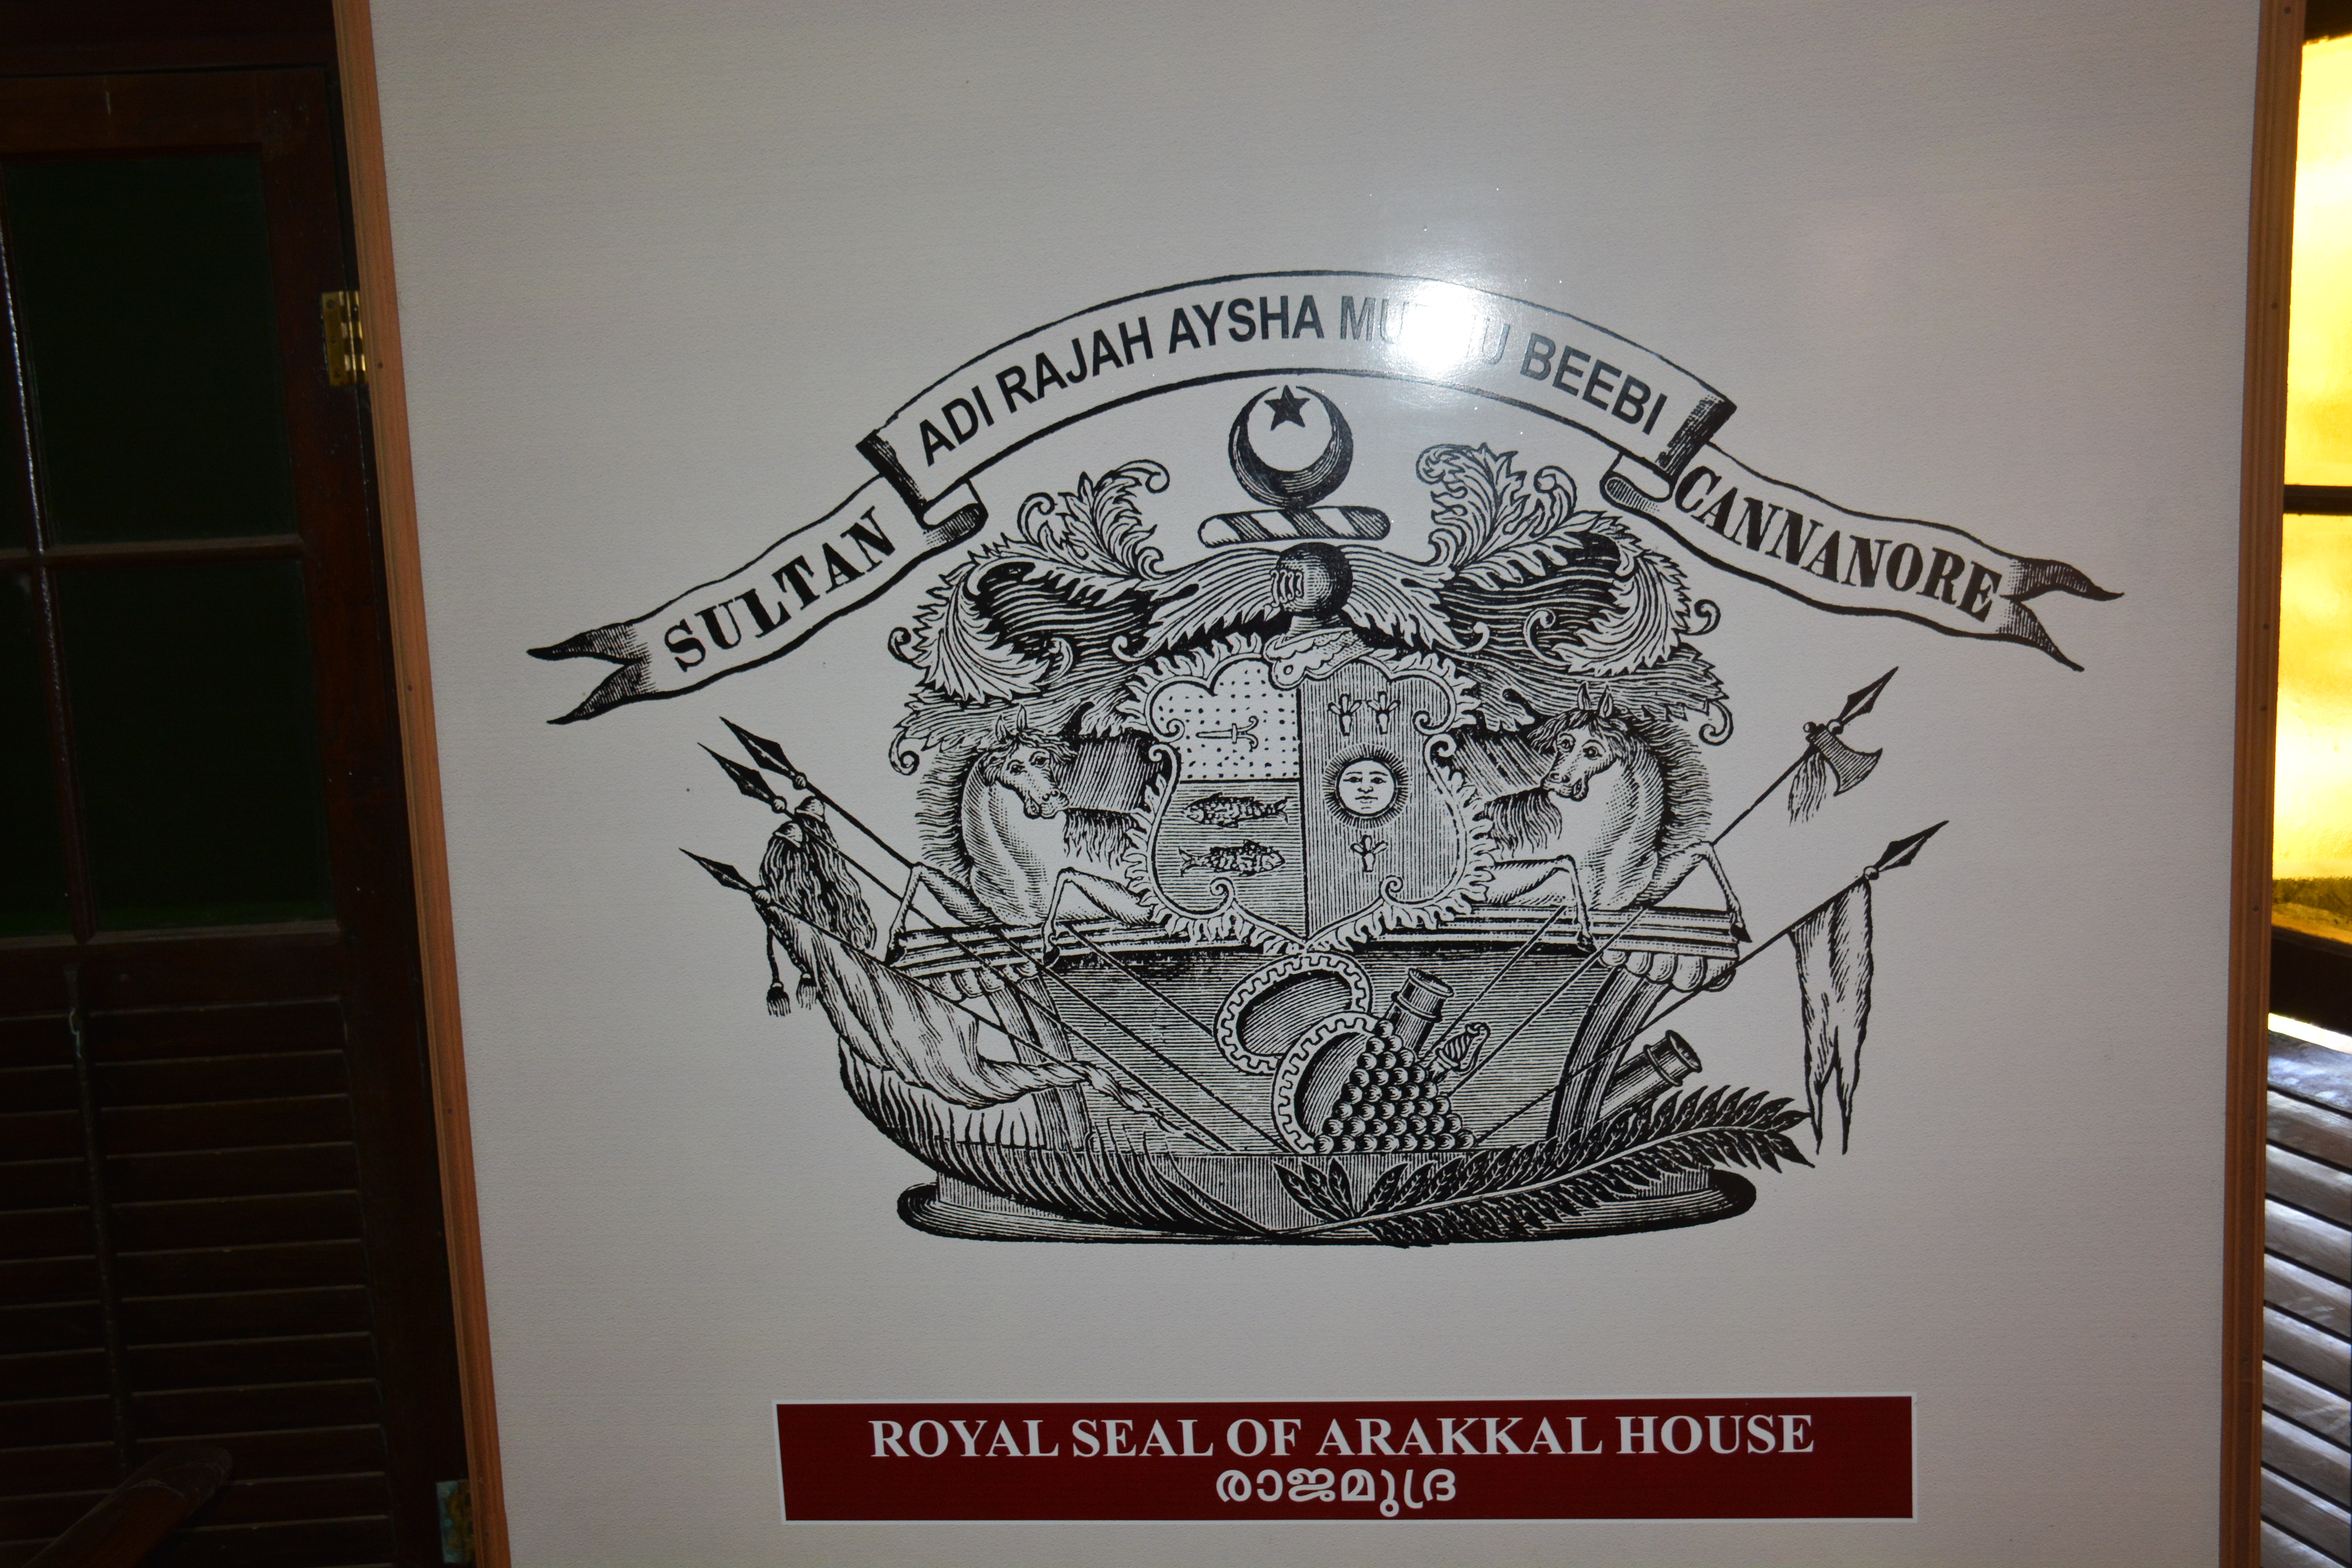 SULTAN
ADI RAJAH AYSHA BEEBI
CANNANORE
ROYAL SEAL OF ARAKKAL HOUSE
രാജമുദ്ര